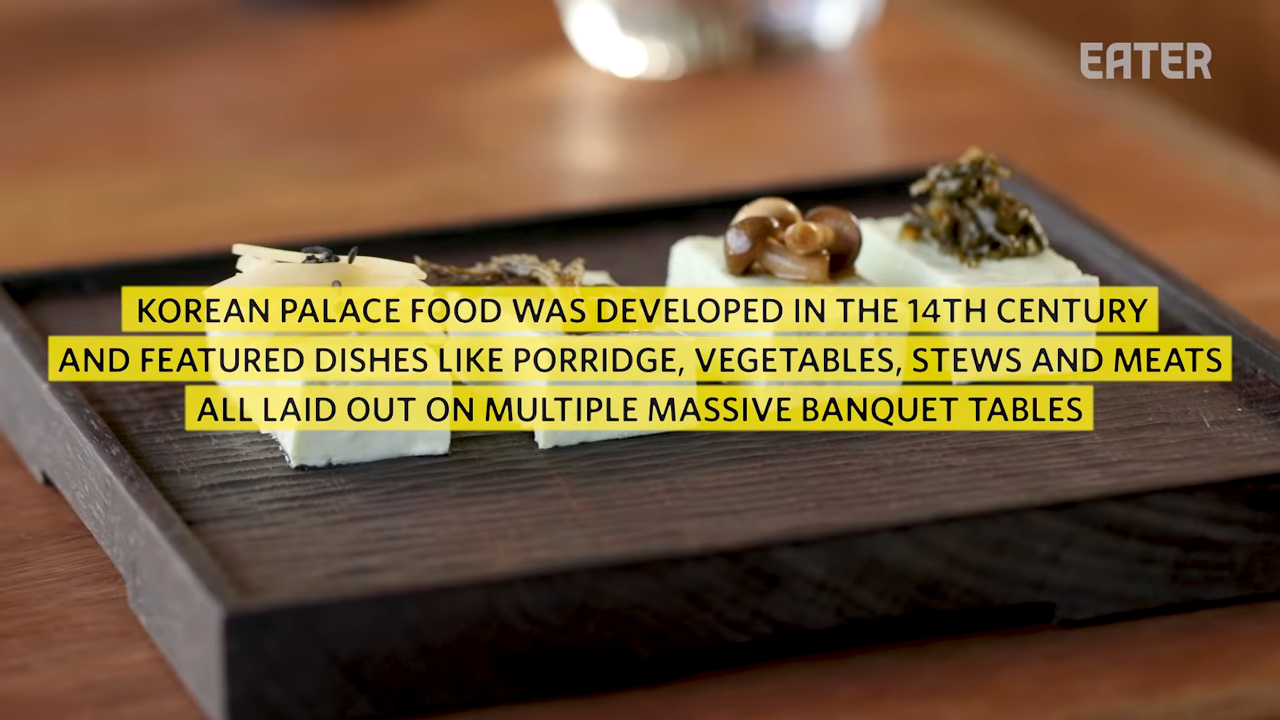 EATER
KOREAN PALACE FOOD WAS DEVELOPED IN THE 14TH CENTURY
AND FEATURED DISHES LIKE PORRIDGE, VEGETABLES, STEWS AND MEATS
ALL LAID OUT ON MULTIPLE MASSIVE BANQUET TABLES